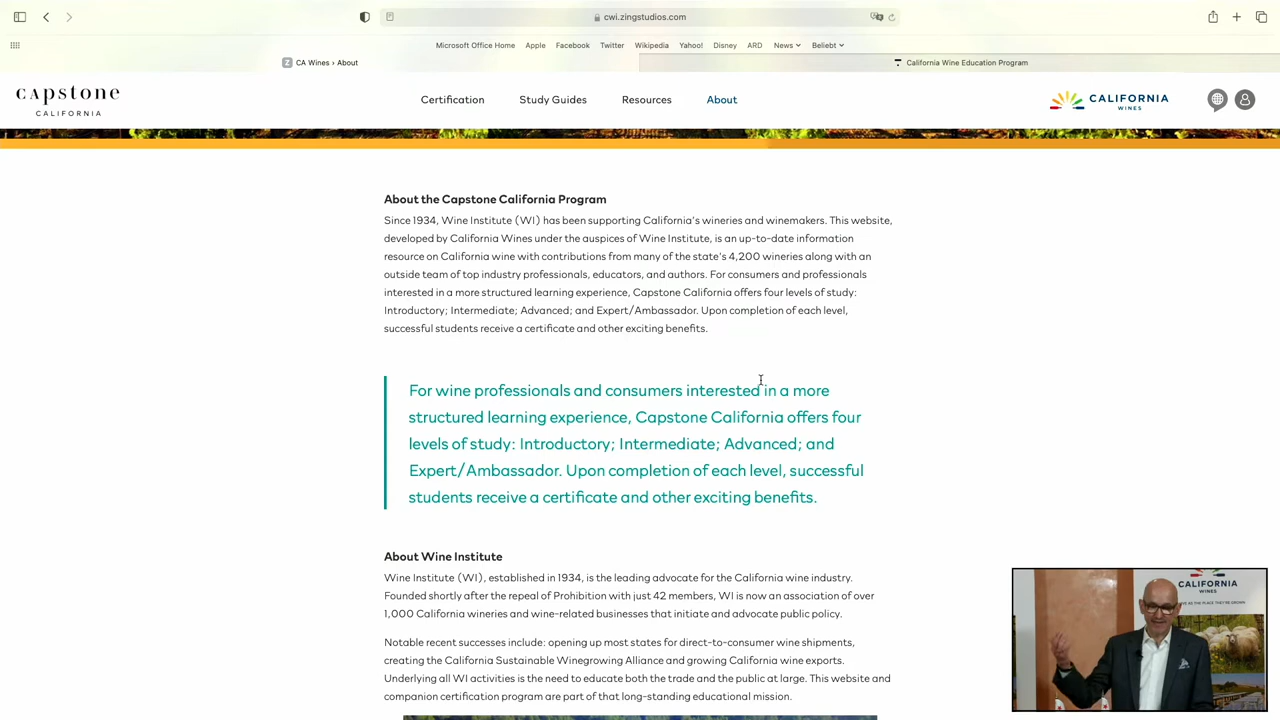 cwi.zingstudios.com
Microsoft Office Home Apple Facebook Twitter Wikipedia Yahoo! Disney ARD News Beliebt
Z CA Wines › About
California Wine Education Program
capstone
CALIFORNIA
Certification Study Guides Resources About
CALIFORNIA
WINES
About the Capstone California Program
Since 1934, Wine Institute (WI) has been supporting California's wineries and winemakers. This website,
developed by California Wines under the auspices of Wine Institute, is an up-to-date information
resource on California wine with contributions from many of the state's 4,200 wineries along with an
outside team of top industry professionals, educators, and authors. For consumers and professionals
interested in a more structured learning experience, Capstone California offers four levels of study:
Introductory; Intermediate; Advanced; and Expert/Ambassador. Upon completion of each level,
successful students receive a certificate and other exciting benefits.
For wine professionals and consumers interested in a more
structured learning experience, Capstone California offers four
levels of study: Introductory; Intermediate; Advanced; and
Expert/Ambassador. Upon completion of each level, successful
students receive a certificate and other exciting benefits.
About Wine Institute
Wine Institute (WI), established in 1934, is the leading advocate for the California wine industry.
Founded shortly after the repeal of Prohibition with just 42 members, WI is now an association of over
1,000 California wineries and wine-related businesses that initiate and advocate public policy.
Notable recent successes include: opening up most states for direct-to-consumer wine shipments,
creating the California Sustainable Winegrowing Alliance and growing California wine exports.
Underlying all WI activities is the need to educate both the trade and the public at large. This website and
companion certification program are part of that long-standing educational mission.
CALIFORNIA
WINES
AS THE PLACE THEY'RE GROWN